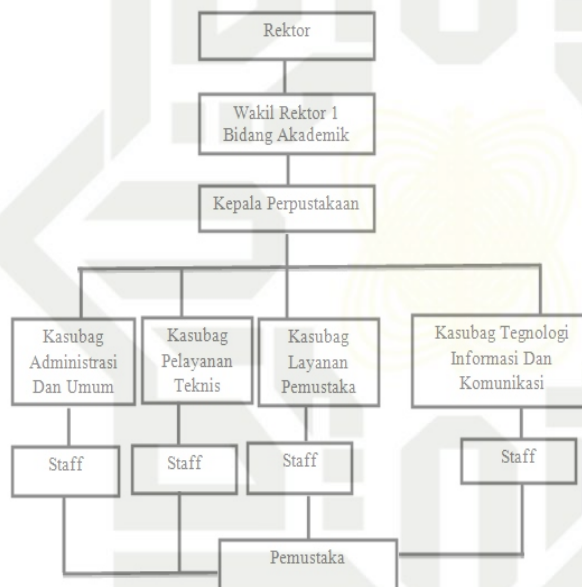 Rektor
Wakil Rektor 1
Bidang Akademik
Kepala Perpustakaan
Kasubag
Administrasi
Dan Umum
Kasubag
Pelayanan
Teknis
Kasubag
Layanan
Pemustaka
Kasubag Tegnologi
Informasi Dan
Komunikasi
Staff
Staff
Staff
Staff
Pemustaka